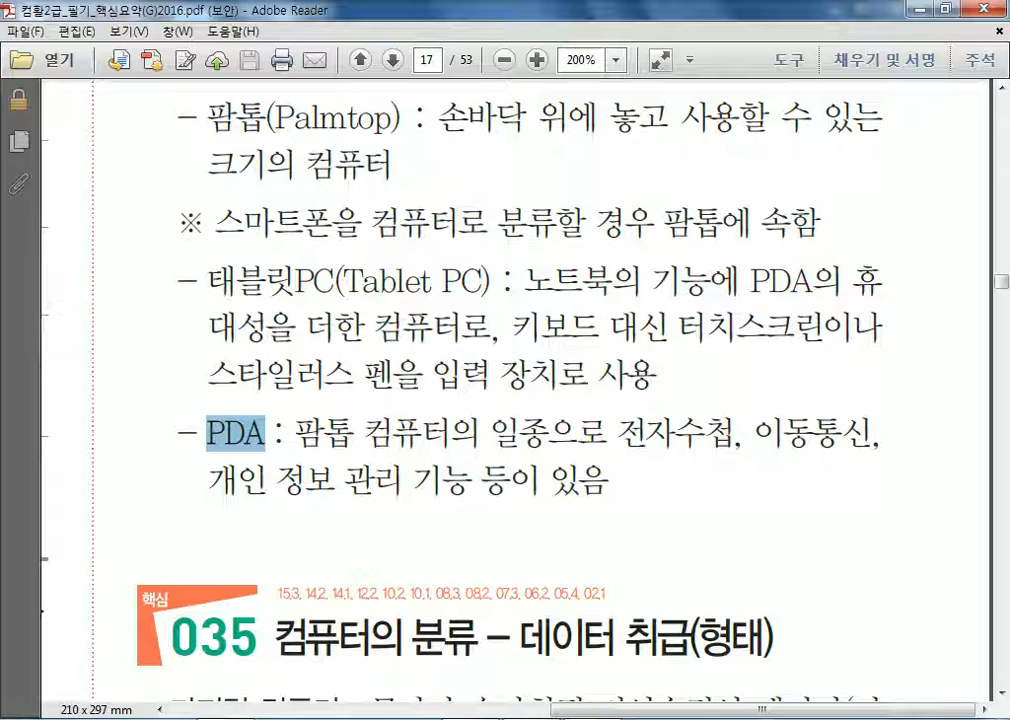 컴활2급_필기_핵심요약(G)2016.pdf (보안) - Adobe Reader
파일(F) 편집(E) 보기(V) 창(W) 도움말(H)
열기 17 / 53 200% 도구 채우기 및 서명 주석
– 팜톱(Palmtop) : 손바닥 위에 놓고 사용할 수 있는
크기의 컴퓨터
※ 스마트폰을 컴퓨터로 분류할 경우 팜톱에 속함
– 태블릿PC(Tablet PC) : 노트북의 기능에 PDA의 휴
대성을 더한 컴퓨터로, 키보드 대신 터치스크린이나
스타일러스 펜을 입력 장치로 사용
– PDA : 팜톱 컴퓨터의 일종으로 전자수첩, 이동통신,
개인 정보 관리 기능 등이 있음
15.3, 14.2, 14.1, 12.2, 10.2, 10.1, 08.3, 08.2, 07.3, 06.2, 05.4, 02.1
핵심
035 컴퓨터의 분류 – 데이터 취급(형태)
210 x 297 mm